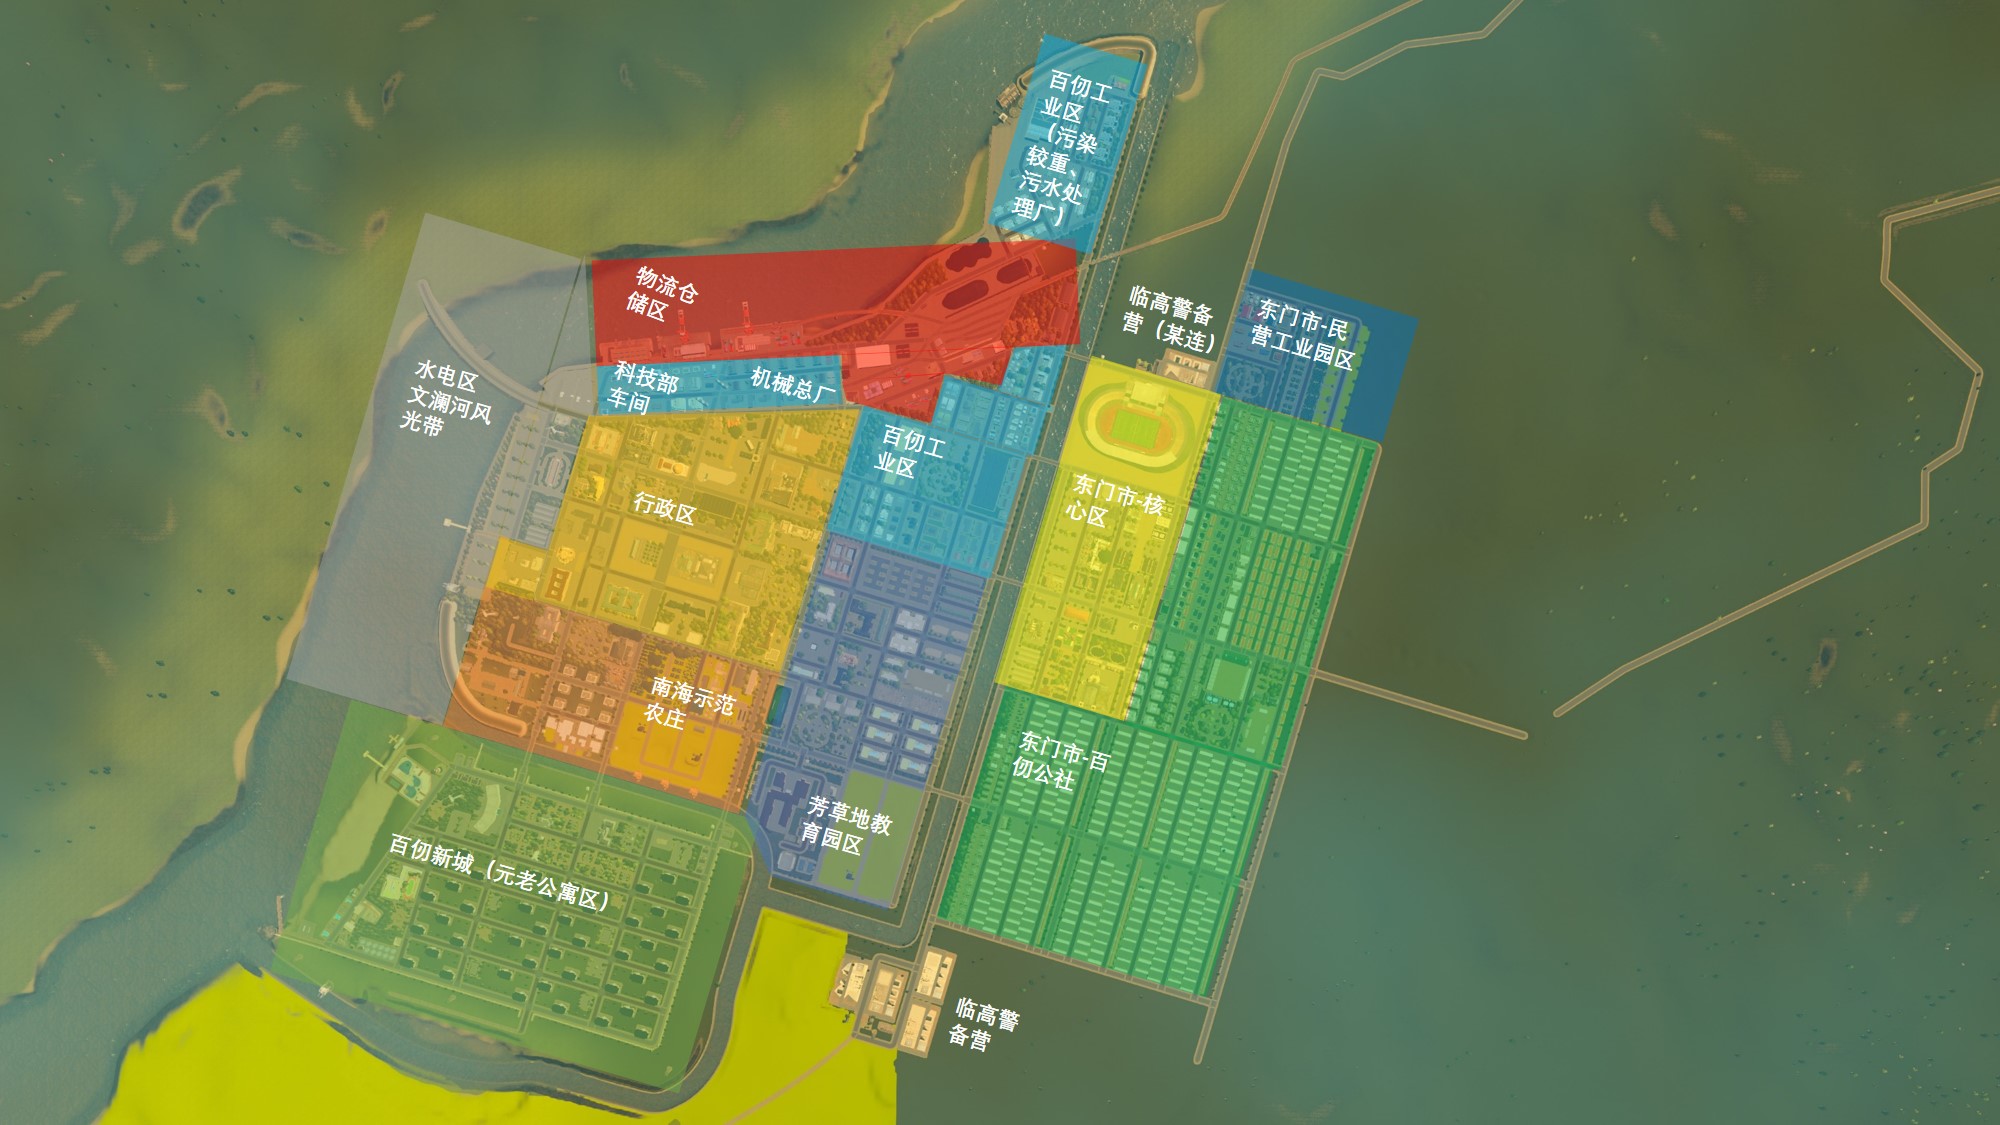 百仞工
业区
（污染
较重、
污水处
理厂）
物流仓
储区
临高警备
营（某连）
东门市-民
营工业园区
水电区
文澜河风
光带
科技部
车间
机械总厂
百仞工
业区
行政区
东门市-核
心区
南海示范
农庄
东门市-百
仞公社
芳草地教
育园区
百仞新城（元老公寓区）
临高警
备营